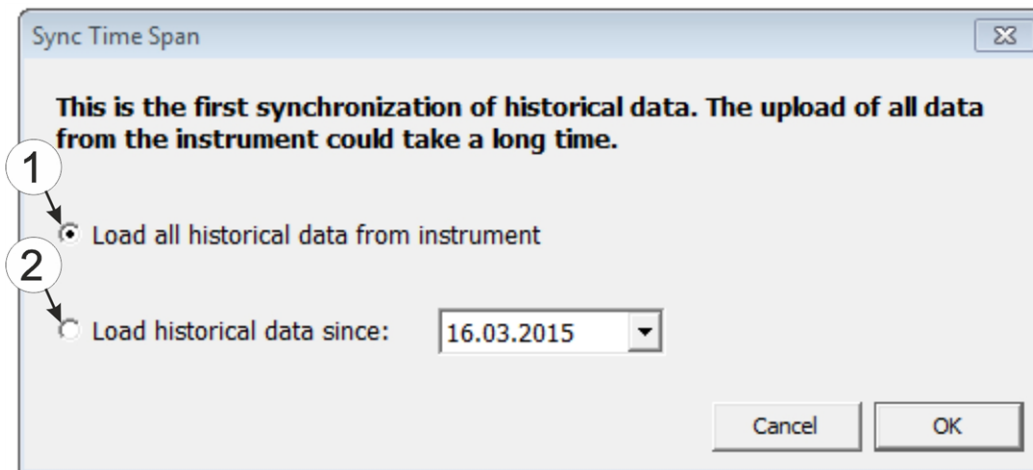 Sync Time Span
This is the first synchronization of historical data. The upload of all data
from the instrument could take a long time.
1
Load all historical data from instrument
2
Load historical data since: 16.03.2015
Cancel OK